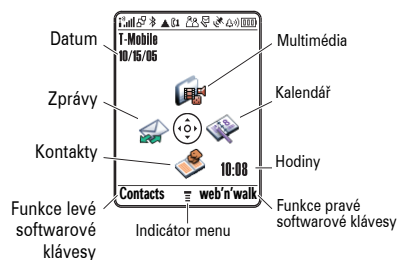 T-Mobile
10/15/05
10:08
Contacts
web'n'walk
Datum
Zprávy
Kontakty
Funkce levé
softwarové
klávesy
Indikátor menu
Multimédia
Kalendář
Hodiny
Funkce pravé
softwarové klávesy